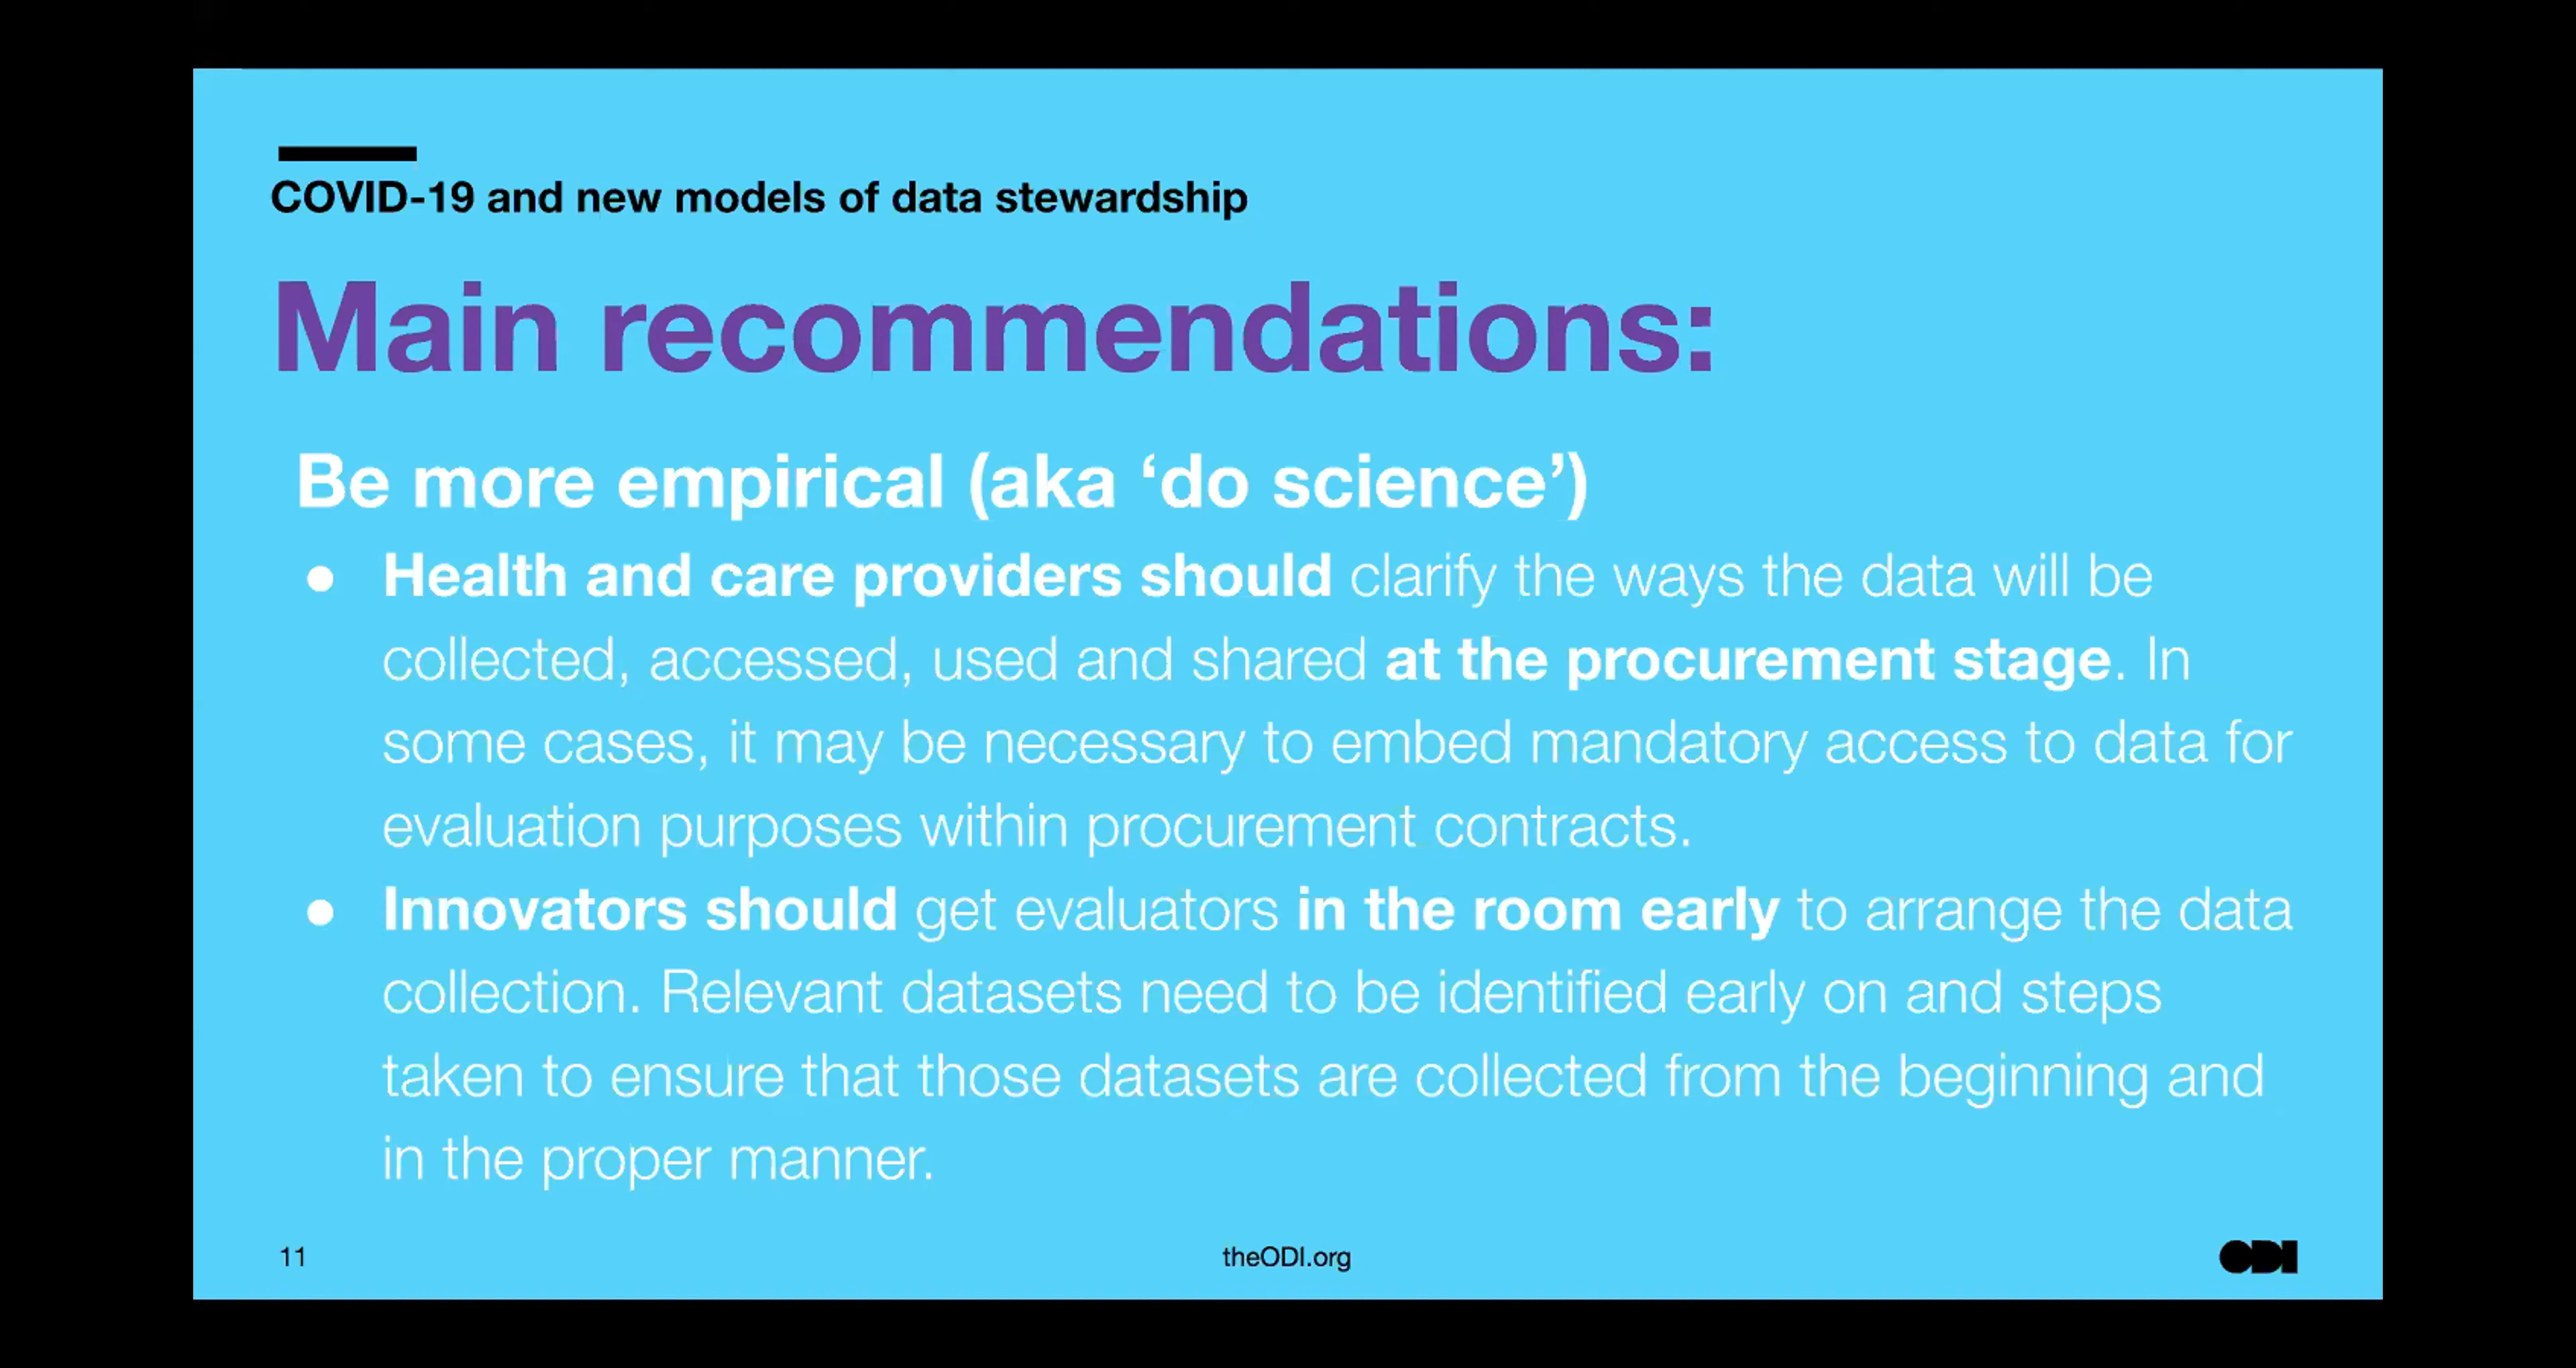 COVID-19 and new models of data stewardship
Main recommendations:
Be more empirical (aka ‘do science’)
● Health and care providers should clarify the ways the data will be
collected, accessed, used and shared at the procurement stage. In
some cases, it may be necessary to embed mandatory access to data for
evaluation purposes within procurement contracts.
● Innovators should get evaluators in the room early to arrange the data
collection. Relevant datasets need to be identified early on and steps
taken to ensure that those datasets are collected from the beginning and
in the proper manner.
11
theODI.org
ODI